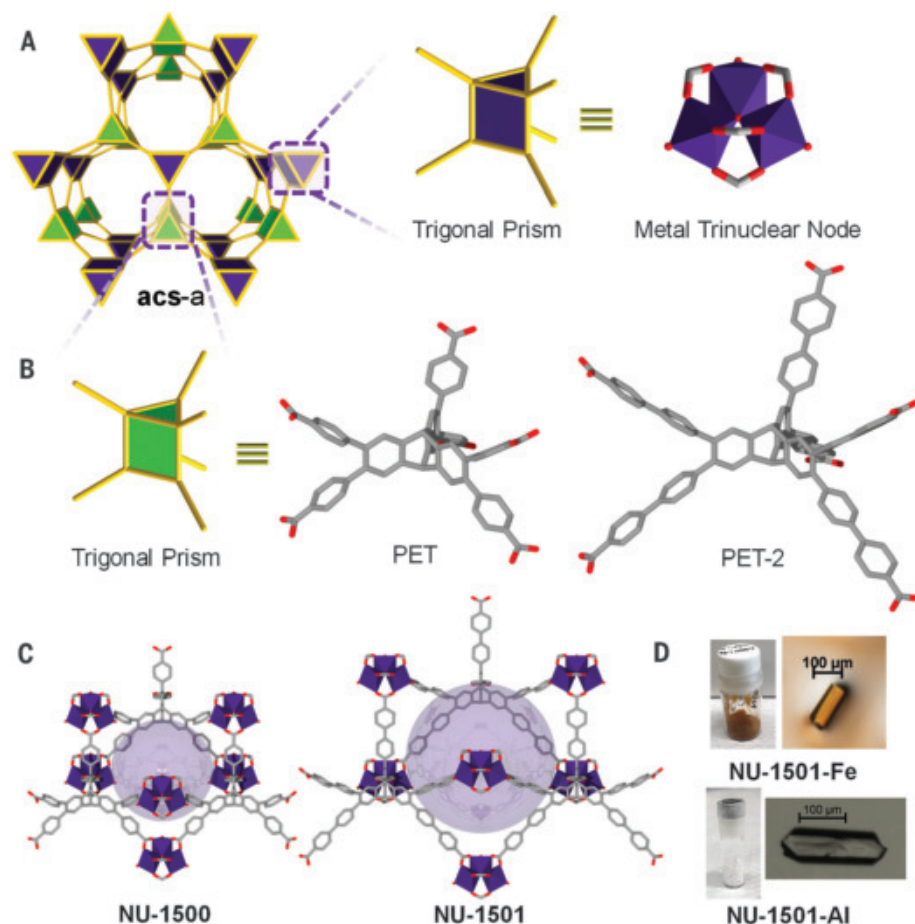 A
Trigonal Prism
Metal Trinuclear Node
acs-a
B
Trigonal Prism
PET
PET-2
C
NU-1500
NU-1501
D
100 µm
NU-1501-Fe
100 µm
NU-1501-Al